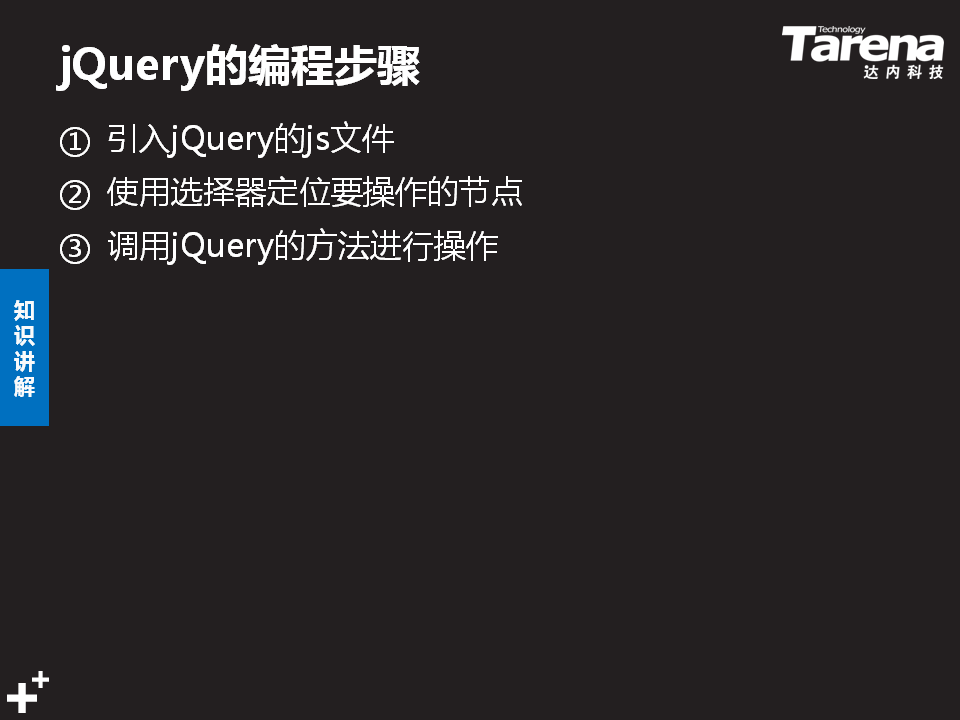 jQuery的编程步骤
Technology
Tarena
达内科技
① 引入jQuery的js文件
② 使用选择器定位要操作的节点
③ 调用jQuery的方法进行操作
知
识
讲
解